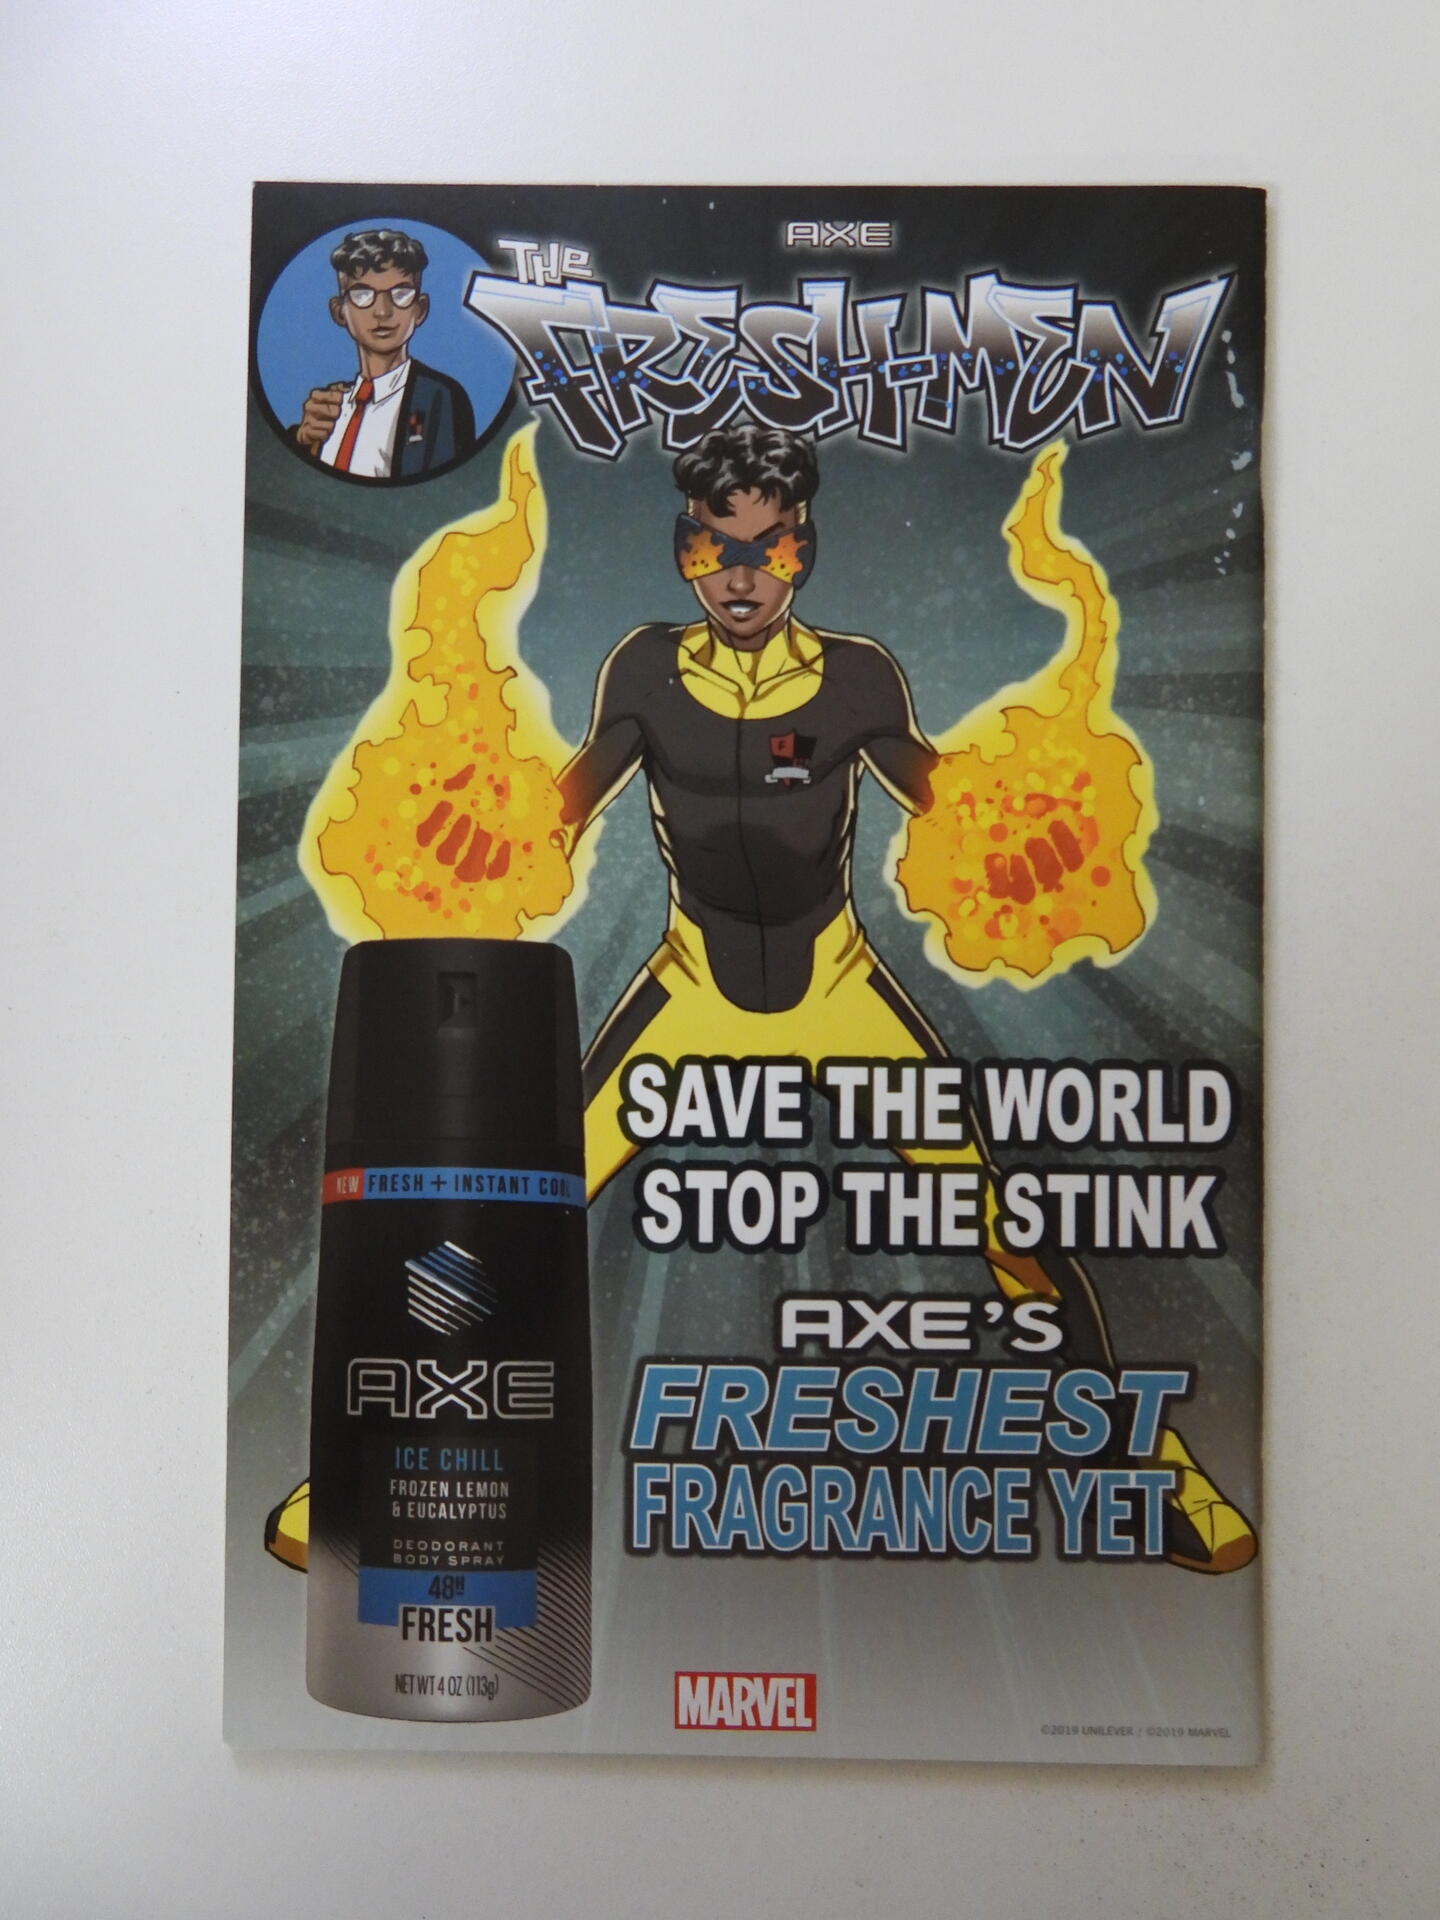 AXE
THE
FRESH-MEN
F
SAVE THE WORLD
STOP THE STINK
NEW FRESH + INSTANT COOL
AXE'S
FRESHEST
FRAGRANCE YET
AXE
ICE CHILL
FROZEN LEMON
& EUCALYPTUS
DEODORANT
BODY SPRAY
48H
FRESH
NET WT 4 OZ (113g)
MARVEL
©2019 UNILEVER / ©2019 MARVEL